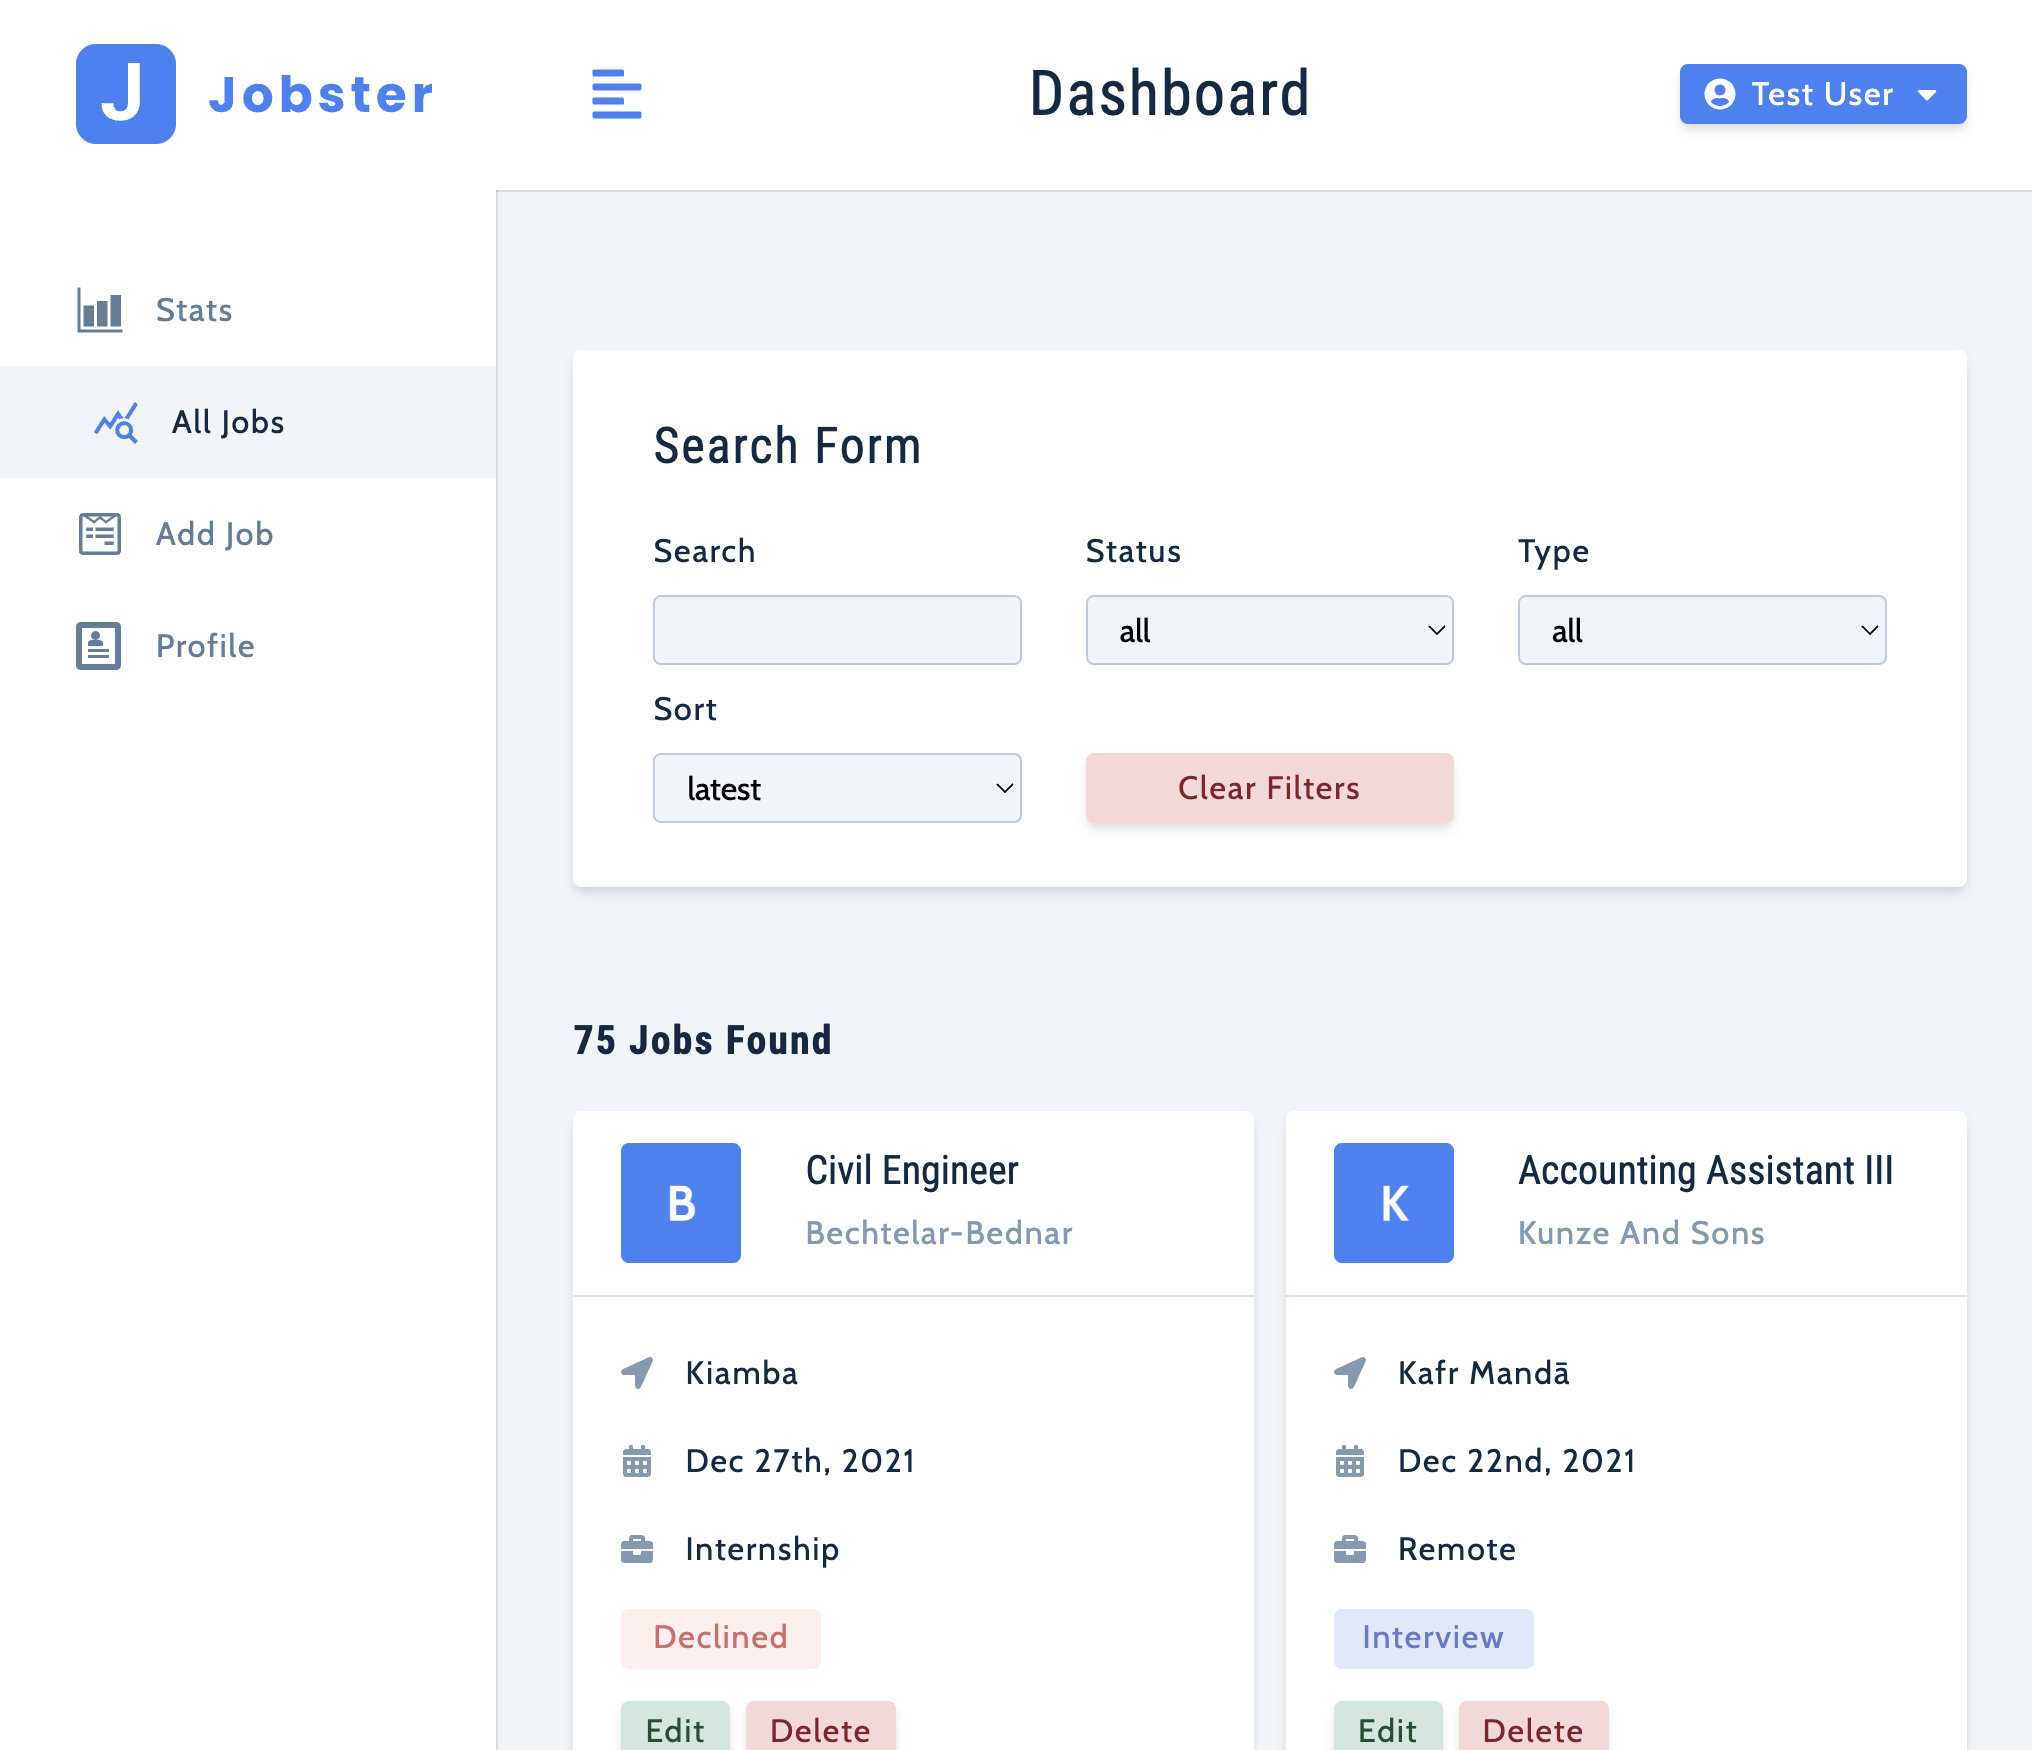 J Jobster
Dashboard
Test User
Stats
All Jobs
Add Job
Profile
Search Form
Search
Status
Type
all
all
Sort
latest
Clear Filters
75 Jobs Found
B
Civil Engineer
Bechtelar-Bednar
Kiamba
Dec 27th, 2021
Internship
Declined
Edit
Delete
K
Accounting Assistant III
Kunze And Sons
Kafr Mandā
Dec 22nd, 2021
Remote
Interview
Edit
Delete